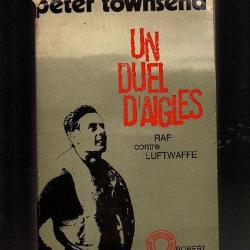 peter townsend
UN
DUEL
D'AIGLES
RAF
contre
LUFTWAFFE
ROBERT